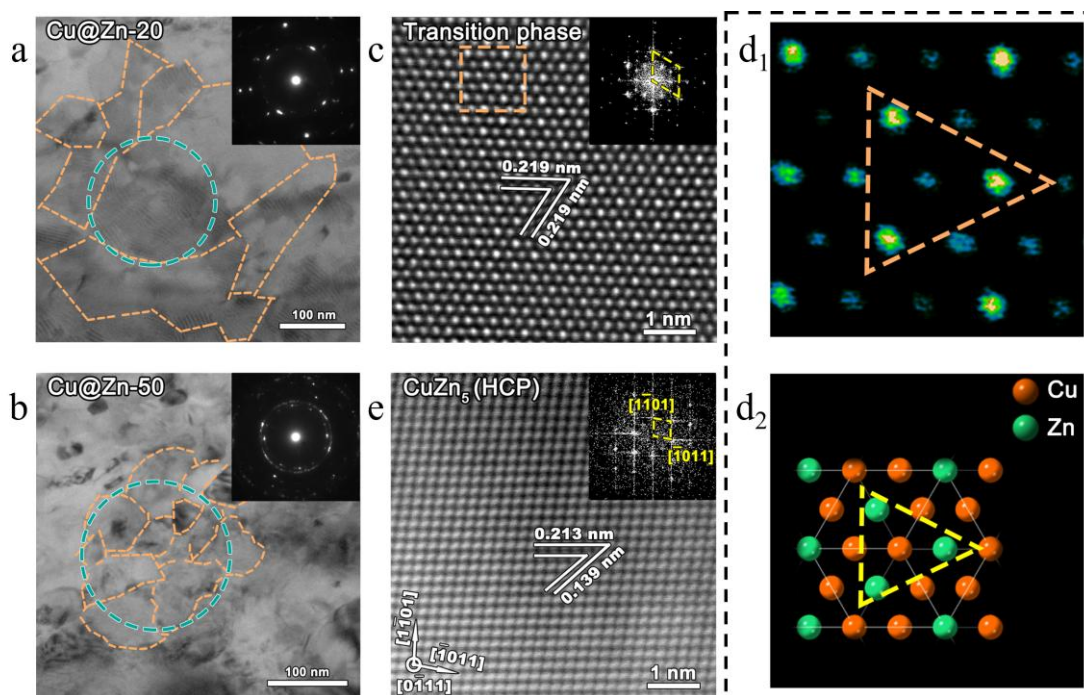 a
Cu@Zn-20
100 nm
c
Transition phase
0.219 nm
0.219 nm
1 nm
d₁
b
Cu@Zn-50
100 nm
e
CuZn₅ (HCP)
[1̄101]
[1̄011]
0.213 nm
0.139 nm
[1̄101]
[1̄011]
[01̄11]
1 nm
d₂
Cu
Zn